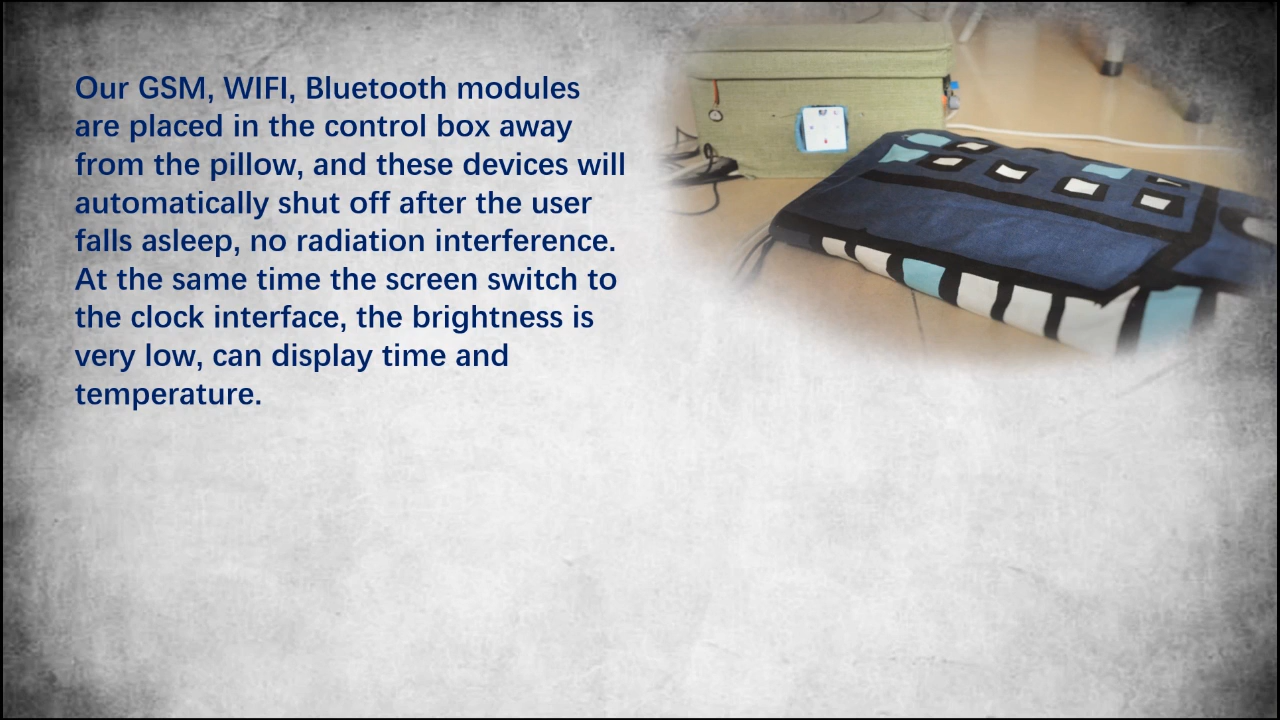 Our GSM, WIFI, Bluetooth modules
are placed in the control box away
from the pillow, and these devices will
automatically shut off after the user
falls asleep, no radiation interference.
At the same time the screen switch to
the clock interface, the brightness is
very low, can display time and
temperature.